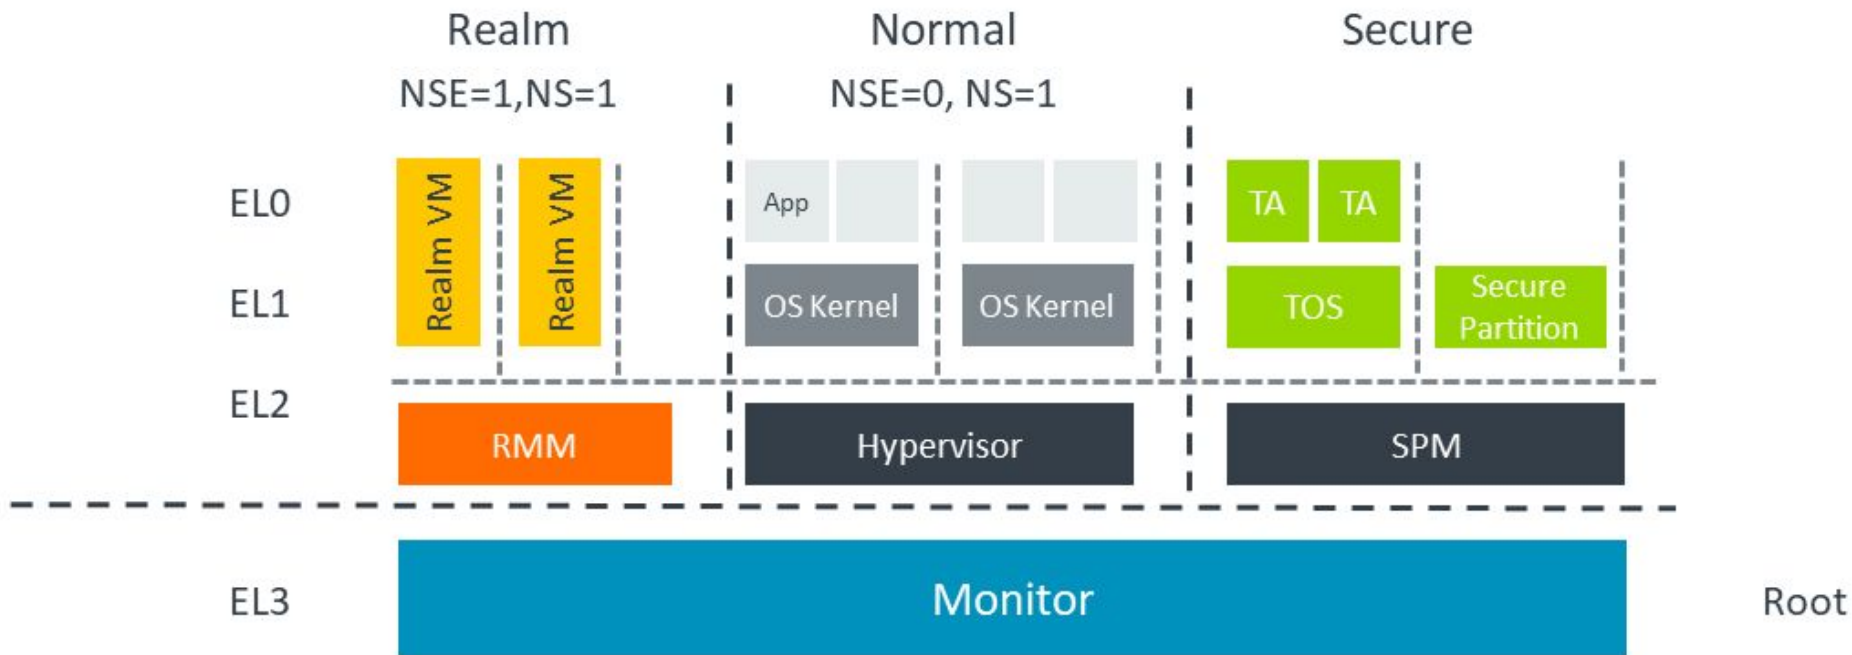 Realm
Normal
Secure
NSE=1,NS=1
NSE=0, NS=1
EL0
Realm VM
Realm VM
App
TA
TA
EL1
OS Kernel
OS Kernel
TOS
Secure
Partition
EL2
RMM
Hypervisor
SPM
EL3
Monitor
Root